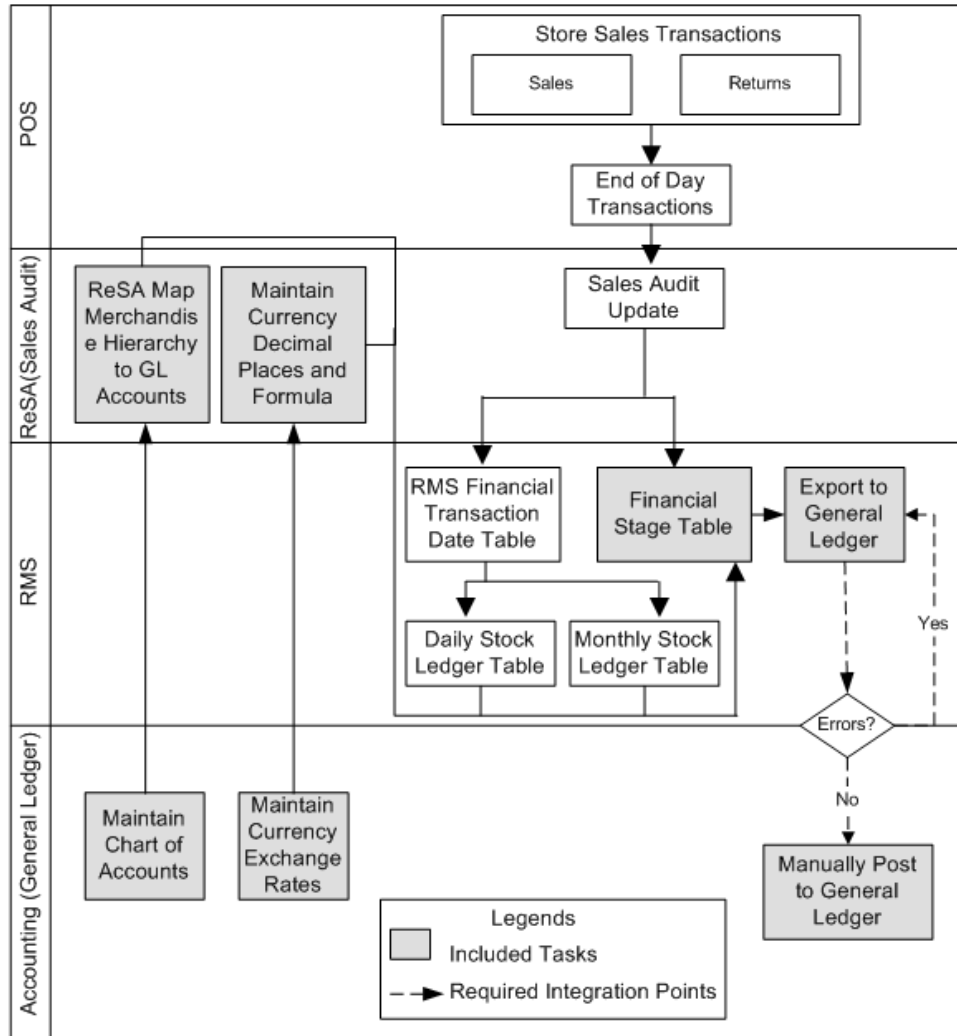 POS
Store Sales Transactions
Sales
Returns
End of Day
Transactions
ReSA(Sales Audit)
ReSA Map
Merchandis
e Hierarchy
to GL
Accounts
Maintain
Currency
Decimal
Places and
Formula
Sales Audit
Update
RMS
RMS Financial
Transaction
Date Table
Financial
Stage Table
Export to
General
Ledger
Yes
Daily Stock
Ledger Table
Monthly Stock
Ledger Table
Errors?
Accounting (General Ledger)
Maintain
Chart of
Accounts
Maintain
Currency
Exchange
Rates
No
Manually Post
to General
Ledger
Legends
Included Tasks
Required Integration Points